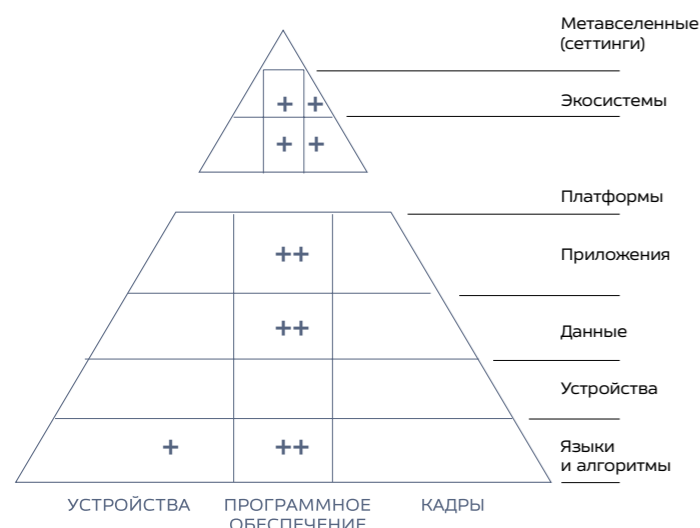 Метавселенные
(сеттинги)
+ +
Экосистемы
+ +
Платформы
++
Приложения
++
Данные
Устройства
+ ++
Языки
и алгоритмы
УСТРОЙСТВА
ПРОГРАММНОЕ
ОБЕСПЕЧЕНИЕ
КАДРЫ